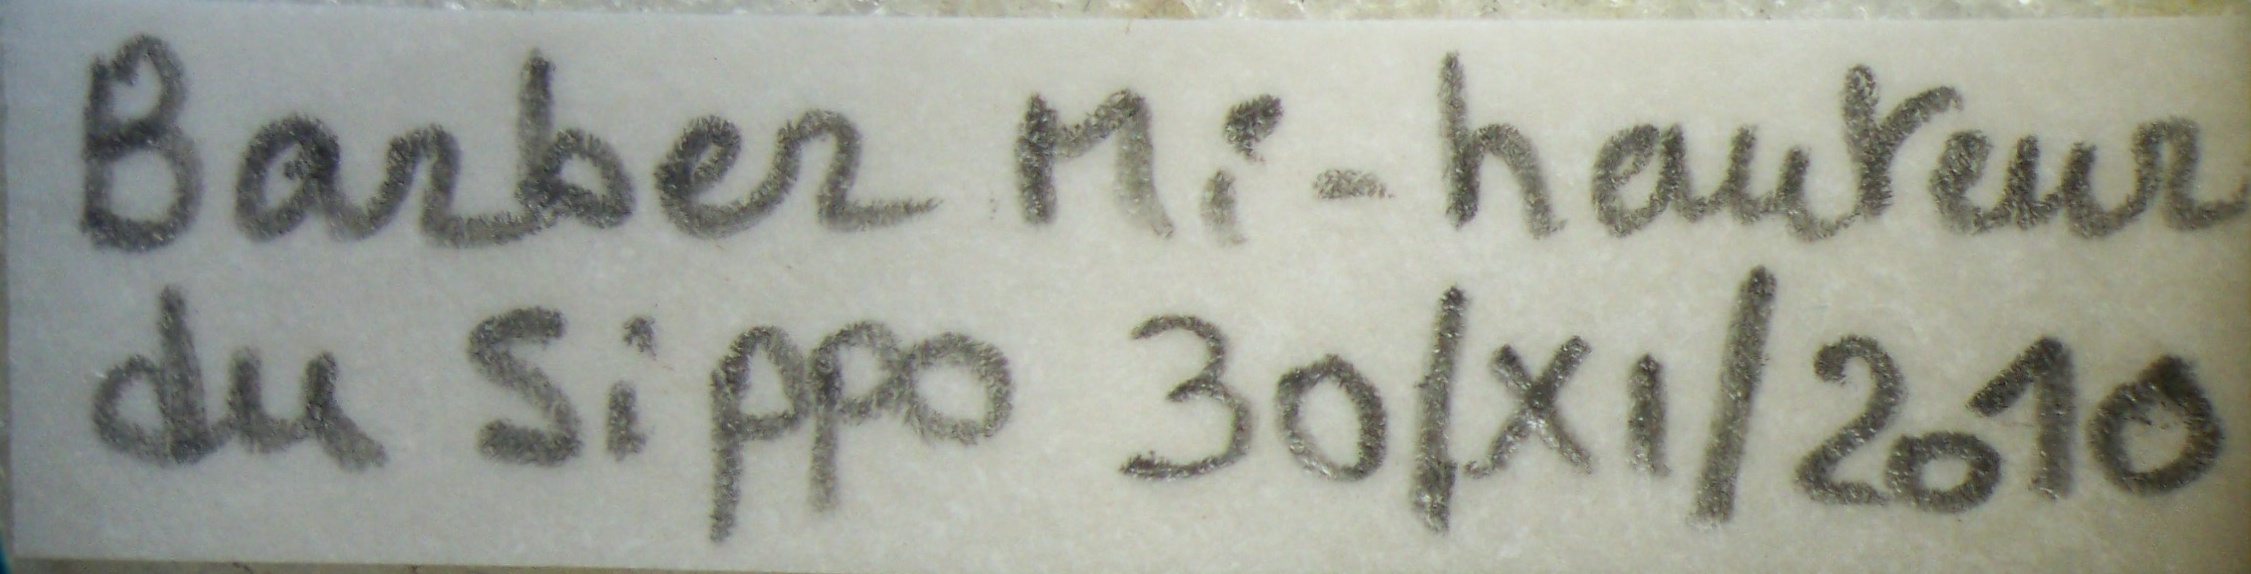 Barber Mi-hauteur
du Sippo 30/XI/2010